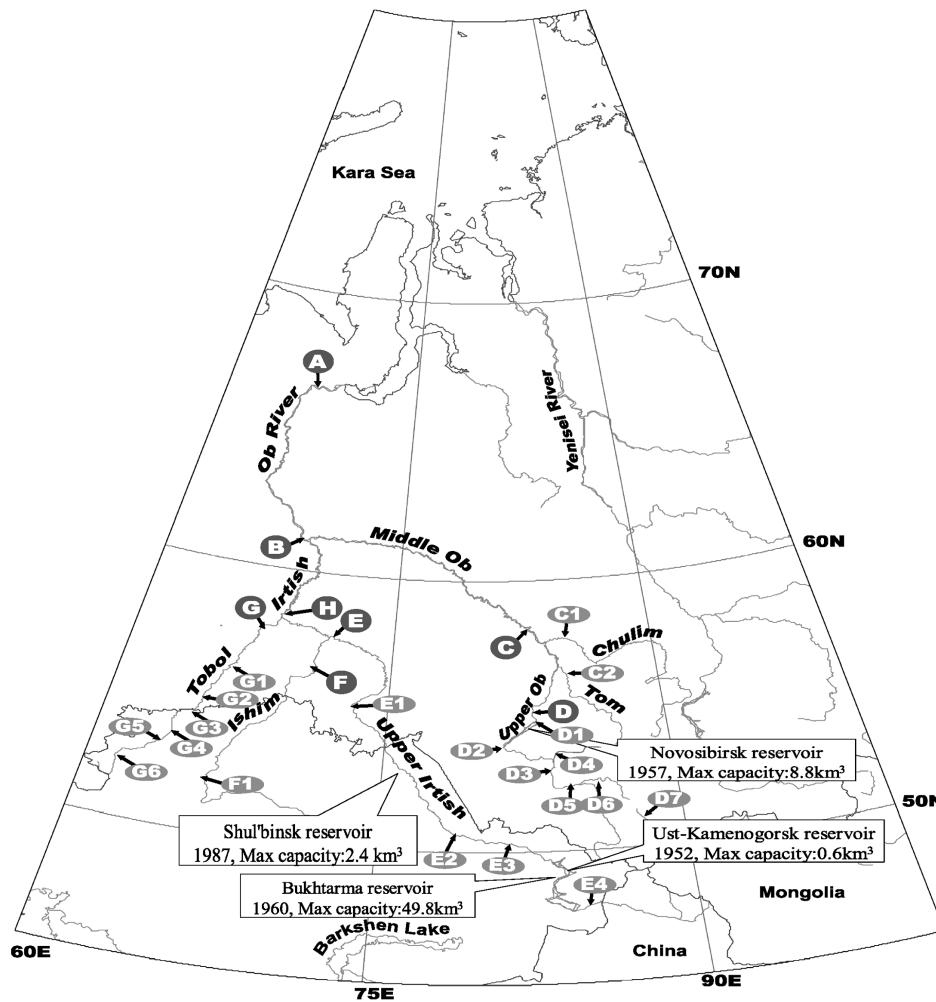 Kara Sea
70N
A
Ob River
Yenisei River
60N
B
Middle Ob
Irtish
G
H
E
C1
C
Chulim
F
C2
Tobol
G1
Tom
G2
Ishim
E1
Upper Ob
D
G5
G3
D1
G4
D2
Novosibirsk reservoir
1957, Max capacity:8.8km³
G6
F1
Upper Irtish
D3
D4
D5
D6
D7
50N
Shul'binsk reservoir
1987, Max capacity:2.4 km³
Ust-Kamenogorsk reservoir
1952, Max capacity:0.6km³
E2
E3
Bukhtarma reservoir
1960, Max capacity:49.8km³
E4
Mongolia
Barkshen Lake
60E
China
75E
90E